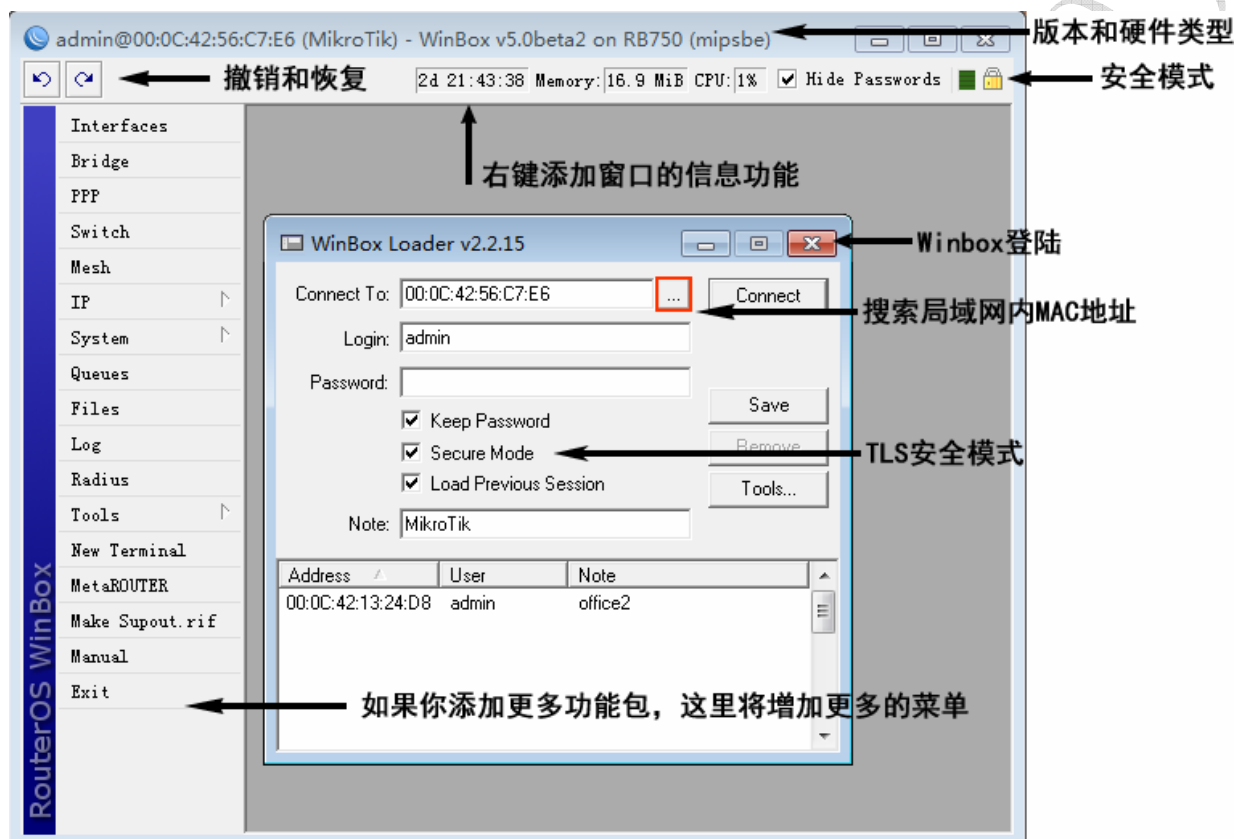 admin@00:0C:42:56:C7:E6 (MikroTik) - WinBox v5.0beta2 on RB750 (mipsbe)
版本和硬件类型
撤销和恢复
2d 21:43:38 Memory: 16.9 MiB CPU: 1% Hide Passwords
安全模式
右键添加窗口的信息功能
Interfaces
Bridge
PPP
Switch
Mesh
IP
System
Queues
Files
Log
Radius
Tools
New Terminal
MetaROUTER
Make Supout.rif
Manual
Exit
RouterOS WinBox
WinBox Loader v2.2.15
Winbox登陆
Connect To: 00:0C:42:56:C7:E6 ... Connect
搜索局域网内MAC地址
Login: admin
Password:
Save
Keep Password
Remove
Secure Mode
TLS安全模式
Load Previous Session
Tools...
Note: MikroTik
Address User Note
00:0C:42:13:24:D8 admin office2
如果你添加更多功能包，这里将增加更多的菜单